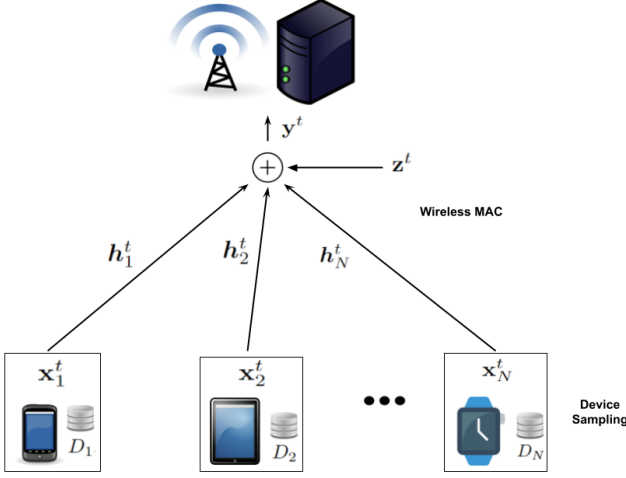 𝐲^t
+
𝐳^t
Wireless MAC
𝒉_1^t
𝒉_2^t
𝒉_N^t
𝐱_1^t
𝐱_2^t
𝐱_N^t
•••
Device
Sampling
D_1
D_2
D_N